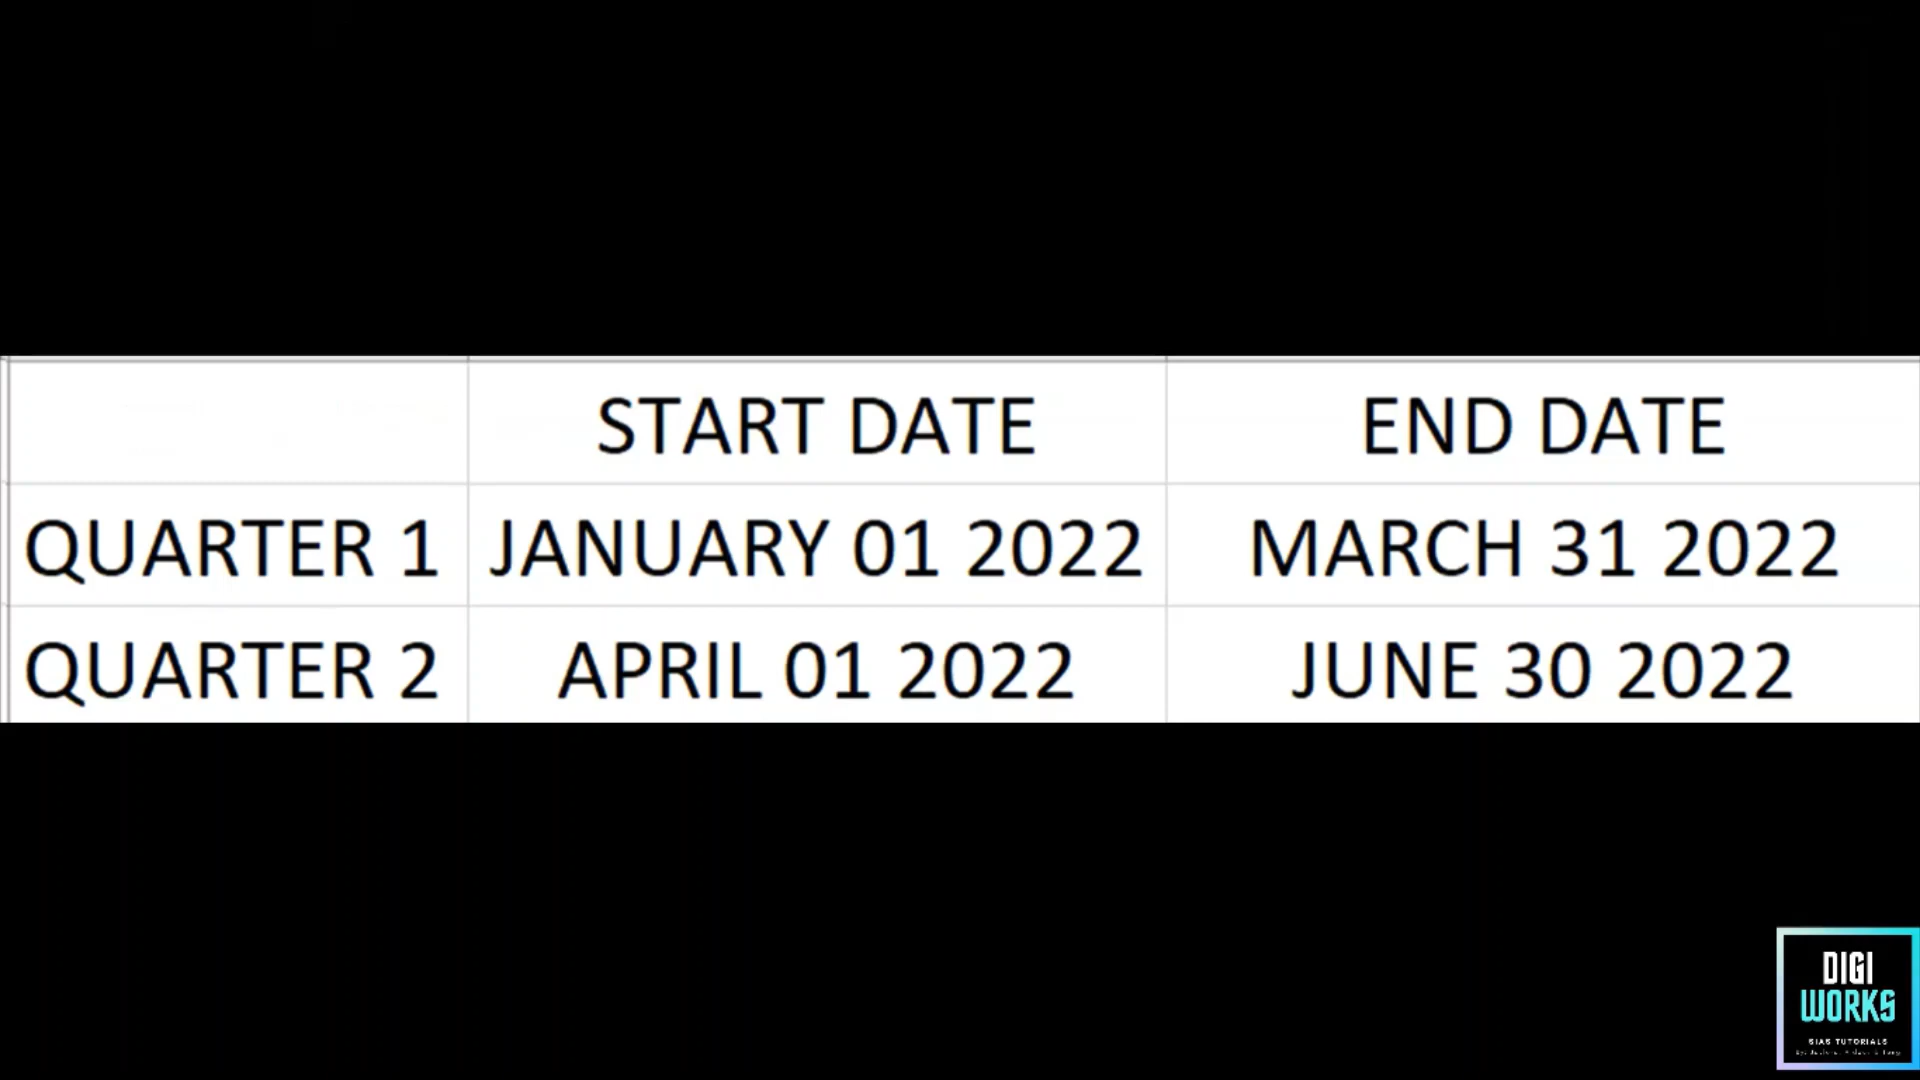 START DATE END DATE
QUARTER 1 JANUARY 01 2022 MARCH 31 2022
QUARTER 2 APRIL 01 2022 JUNE 30 2022
DIGI
WORKS
SIAS TUTORIALS